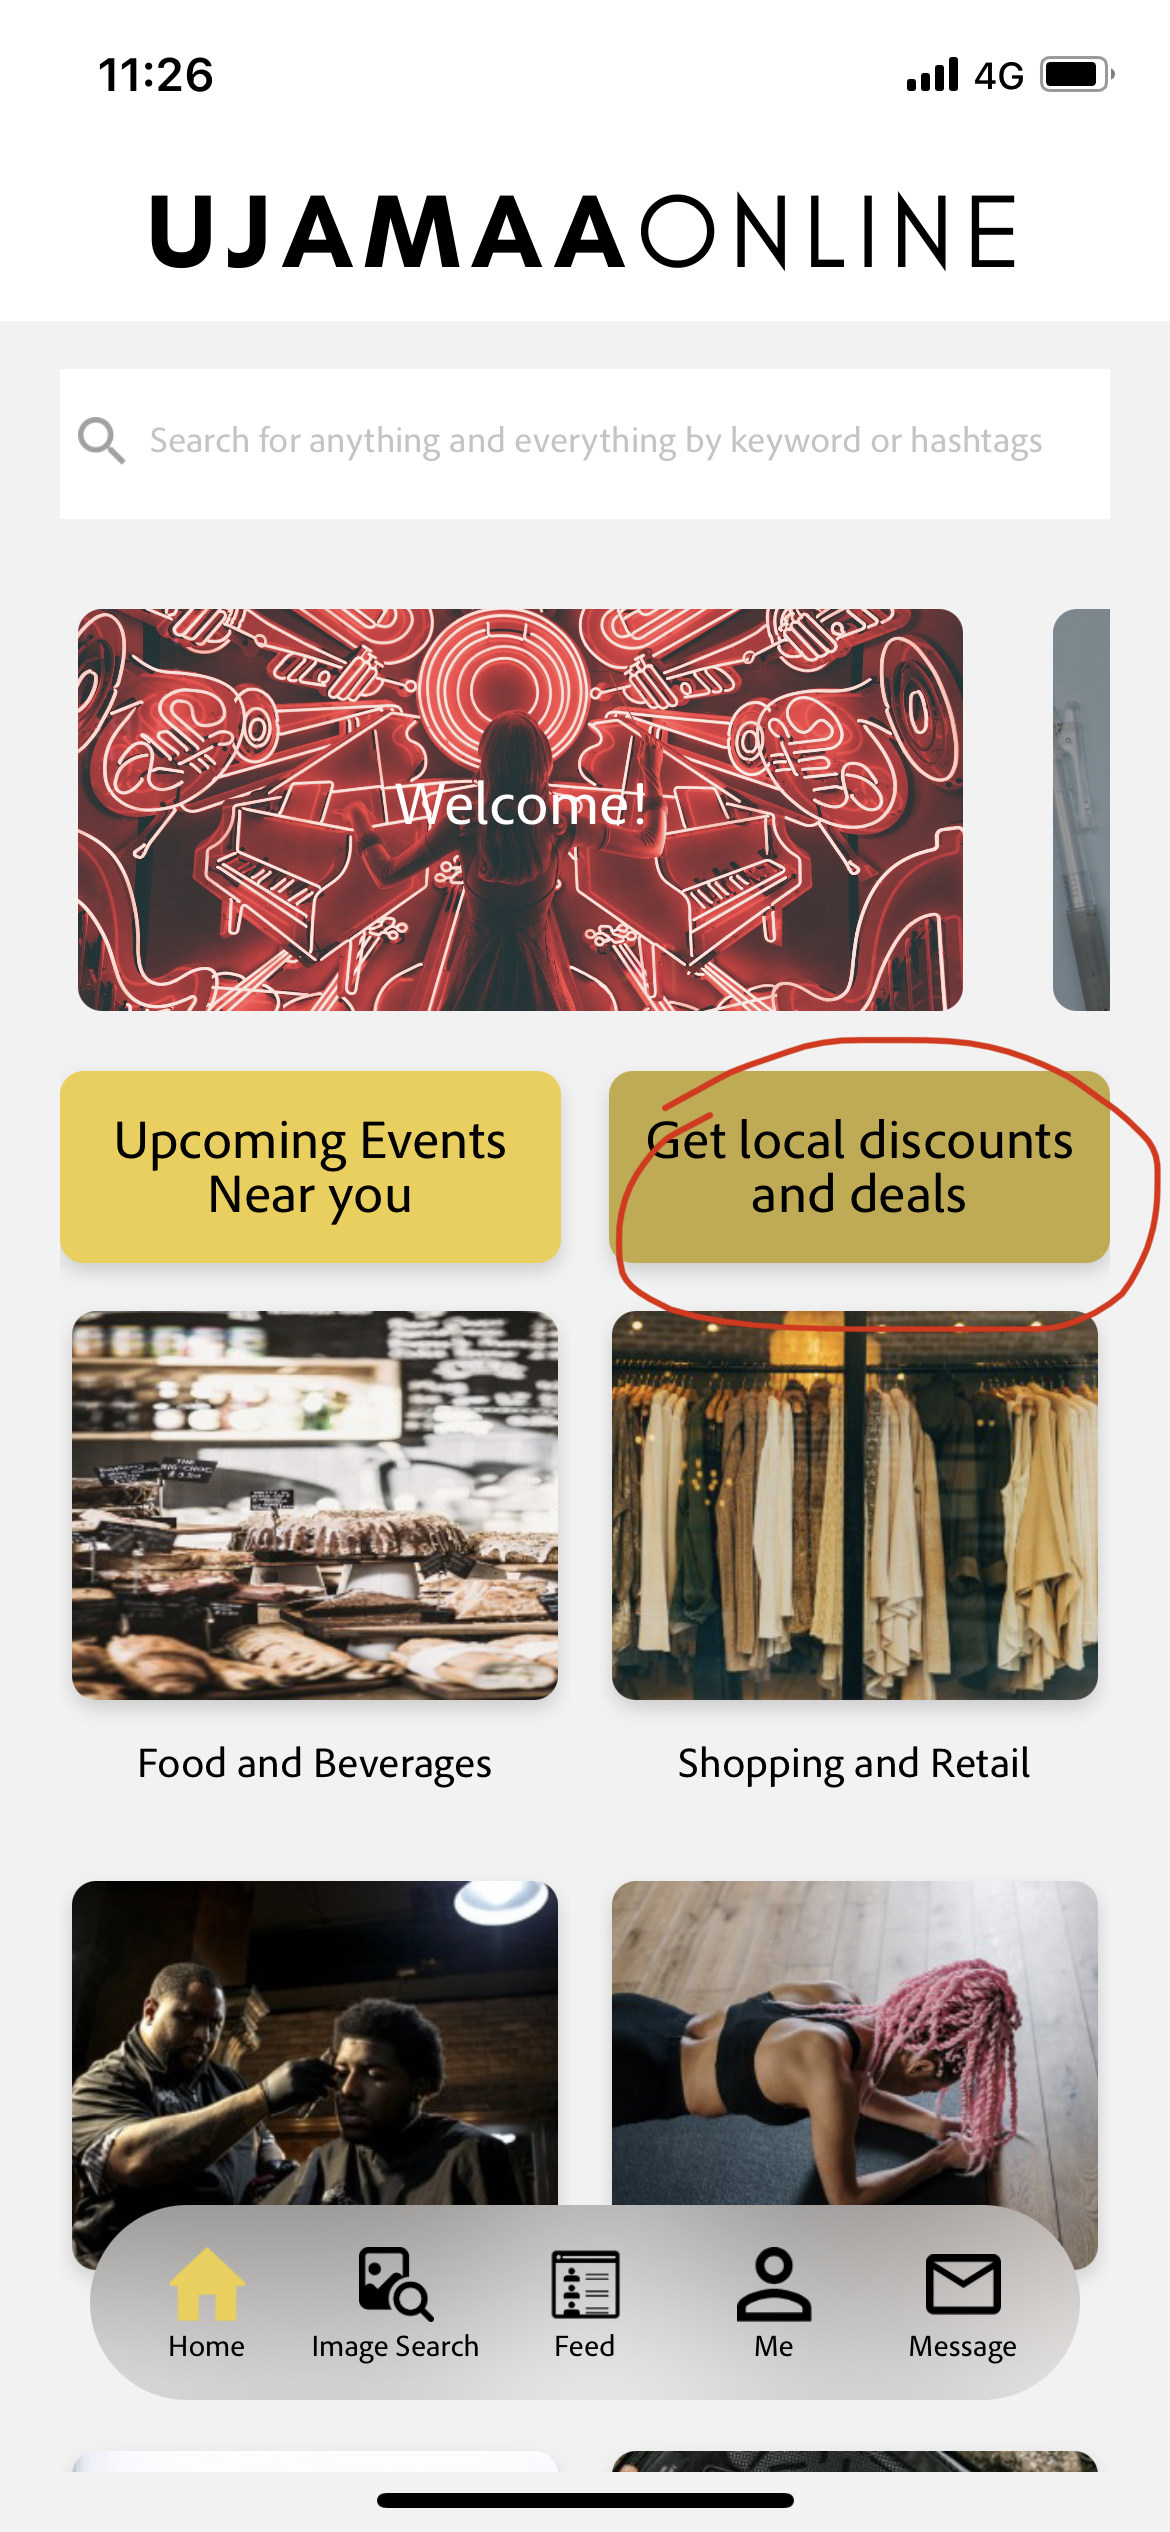 11:26 4G
UJAMAAONLINE
Search for anything and everything by keyword or hashtags
Welcome!
Upcoming Events
Near you
Get local discounts
and deals
Food and Beverages
Shopping and Retail
Home Image Search Feed Me Message